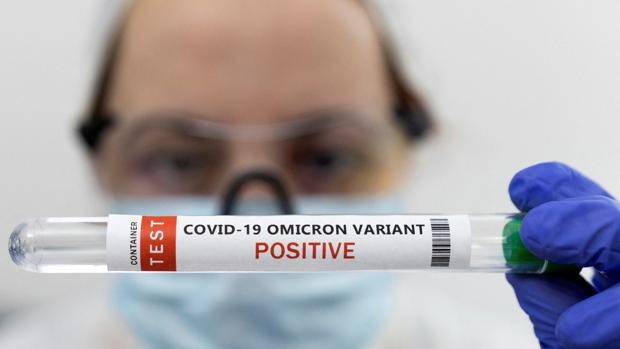 CONTAINER
TEST
COVID-19 OMICRON VARIANT
POSITIVE